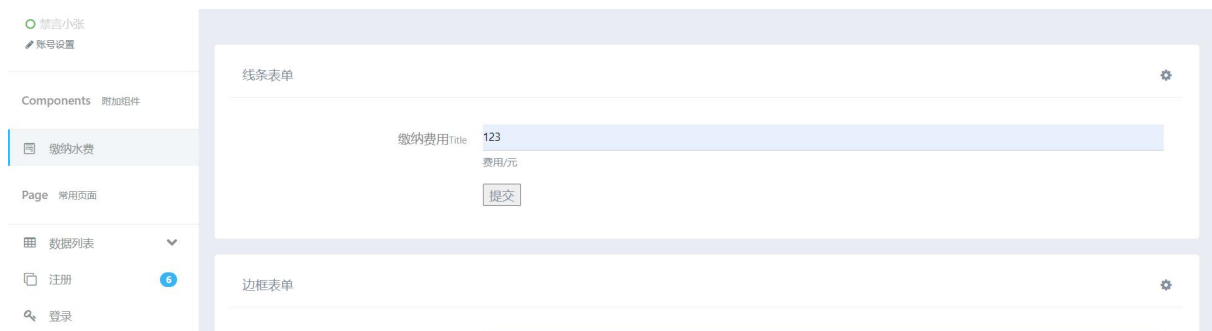 禁言小张
账号设置
Components 附加组件
缴纳水费
Page 常用页面
数据列表
注册 6
登录
线条表单
缴纳费用Title 123
费用/元
提交
边框表单